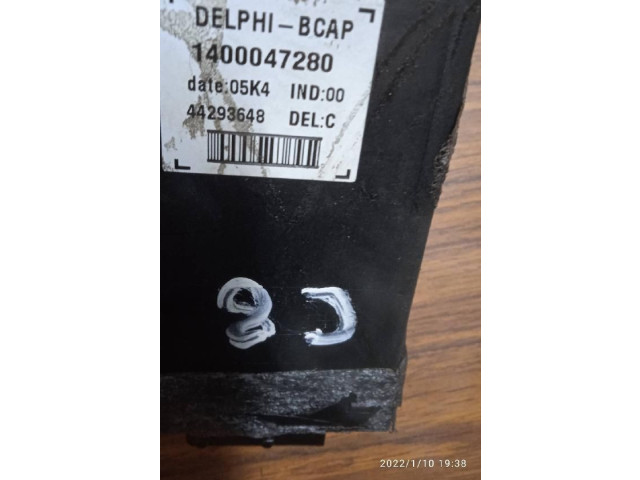 DELPHI-BCAP
1400047280
date:05K4 IND:00
44293648 DEL:C
2022/1/10 19:38